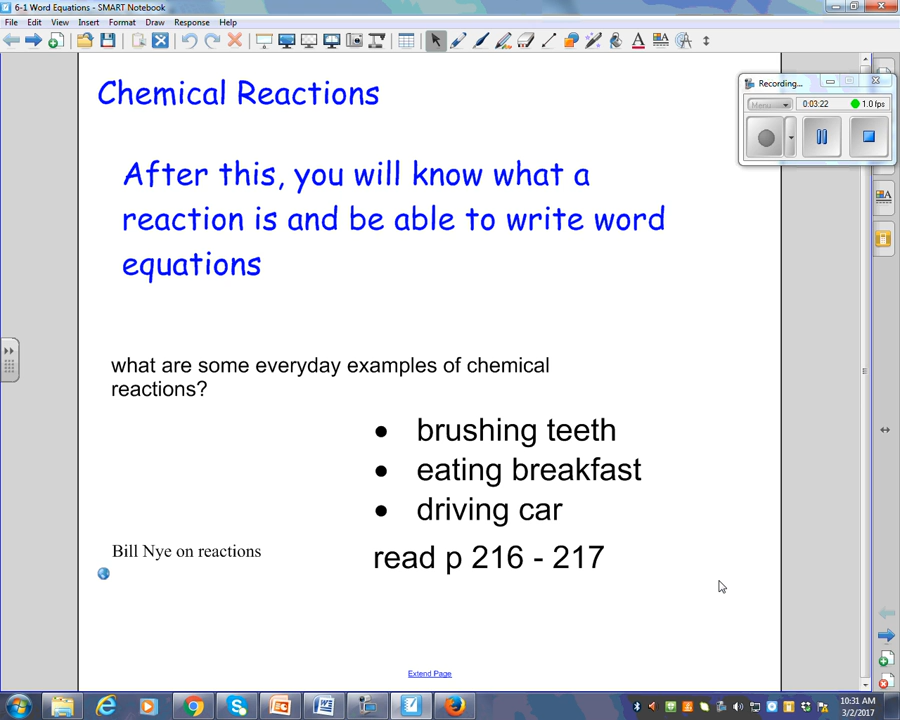 6-1 Word Equations - SMART Notebook
File Edit View Insert Format Draw Response Help
Chemical Reactions
Recording...
Menu
0:03:22
1.0 fps
After this, you will know what a
reaction is and be able to write word
equations
what are some everyday examples of chemical
reactions?
• brushing teeth
• eating breakfast
• driving car
Bill Nye on reactions
read p 216 - 217
Extend Page
10:31 AM
3/2/2017